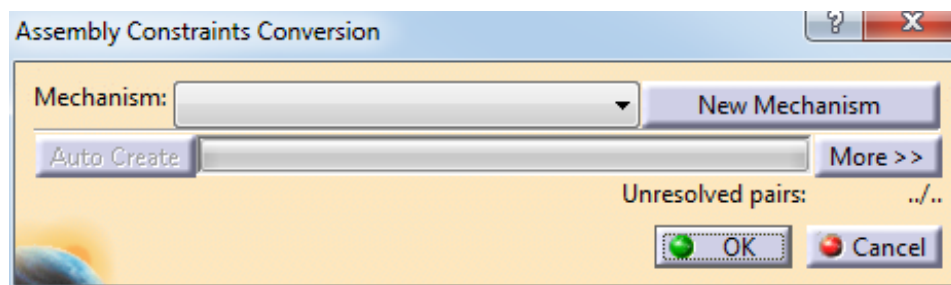 Assembly Constraints Conversion
Mechanism: New Mechanism
Auto Create More >>
Unresolved pairs: ../..
OK Cancel